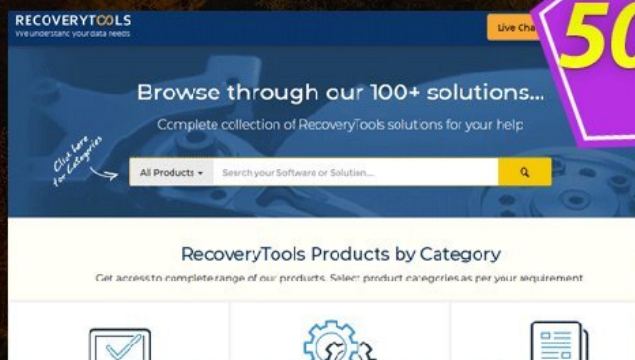 RECOVERYTOOLS
We understand your data needs
Live Cha
50
Browse through our 100+ solutions...
Complete collection of RecoveryTools solutions for your help
Click here
for Categories
All Products
Search your Software or Solution....
RecoveryTools Products by Category
Get access to complete range of our products. Select product categories as per your requirement